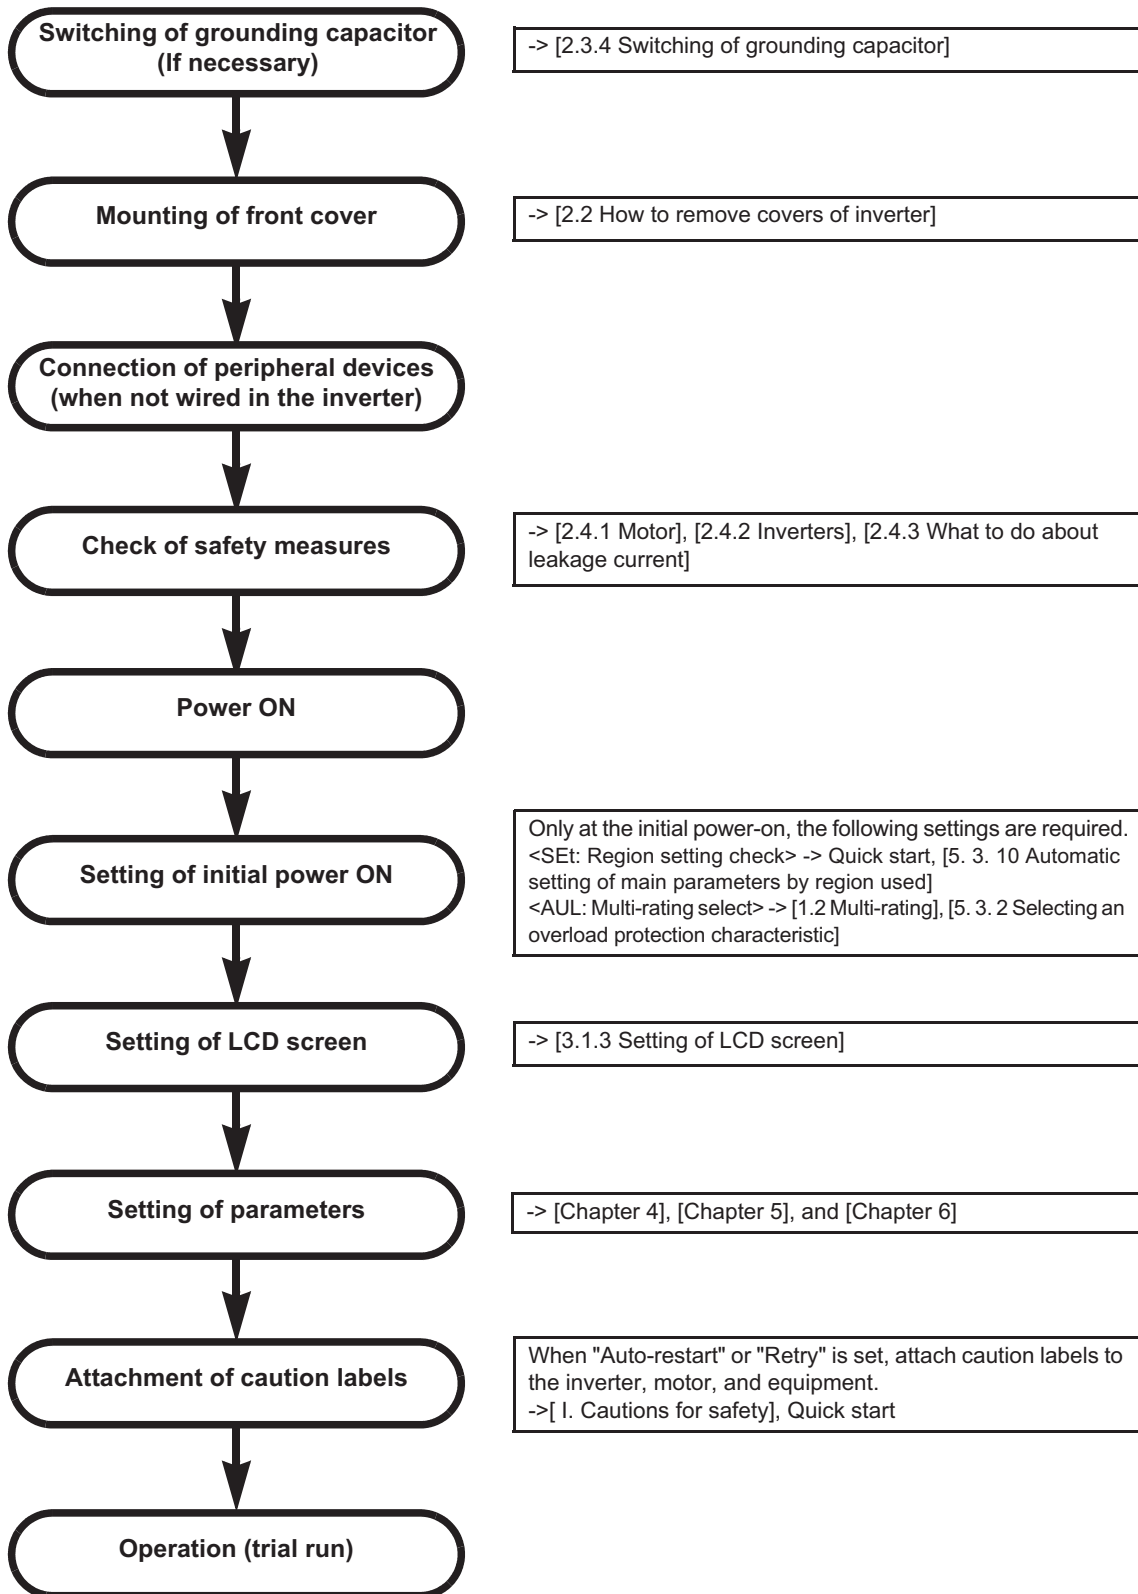 Switching of grounding capacitor
(If necessary)
-> [2.3.4 Switching of grounding capacitor]
Mounting of front cover
-> [2.2 How to remove covers of inverter]
Connection of peripheral devices
(when not wired in the inverter)
Check of safety measures
-> [2.4.1 Motor], [2.4.2 Inverters], [2.4.3 What to do about
leakage current]
Power ON
Setting of initial power ON
Only at the initial power-on, the following settings are required.
<SEt: Region setting check> -> Quick start, [5. 3. 10 Automatic
setting of main parameters by region used]
<AUL: Multi-rating select> -> [1.2 Multi-rating], [5. 3. 2 Selecting an
overload protection characteristic]
Setting of LCD screen
-> [3.1.3 Setting of LCD screen]
Setting of parameters
-> [Chapter 4], [Chapter 5], and [Chapter 6]
Attachment of caution labels
When "Auto-restart" or "Retry" is set, attach caution labels to
the inverter, motor, and equipment.
->[ I. Cautions for safety], Quick start
Operation (trial run)